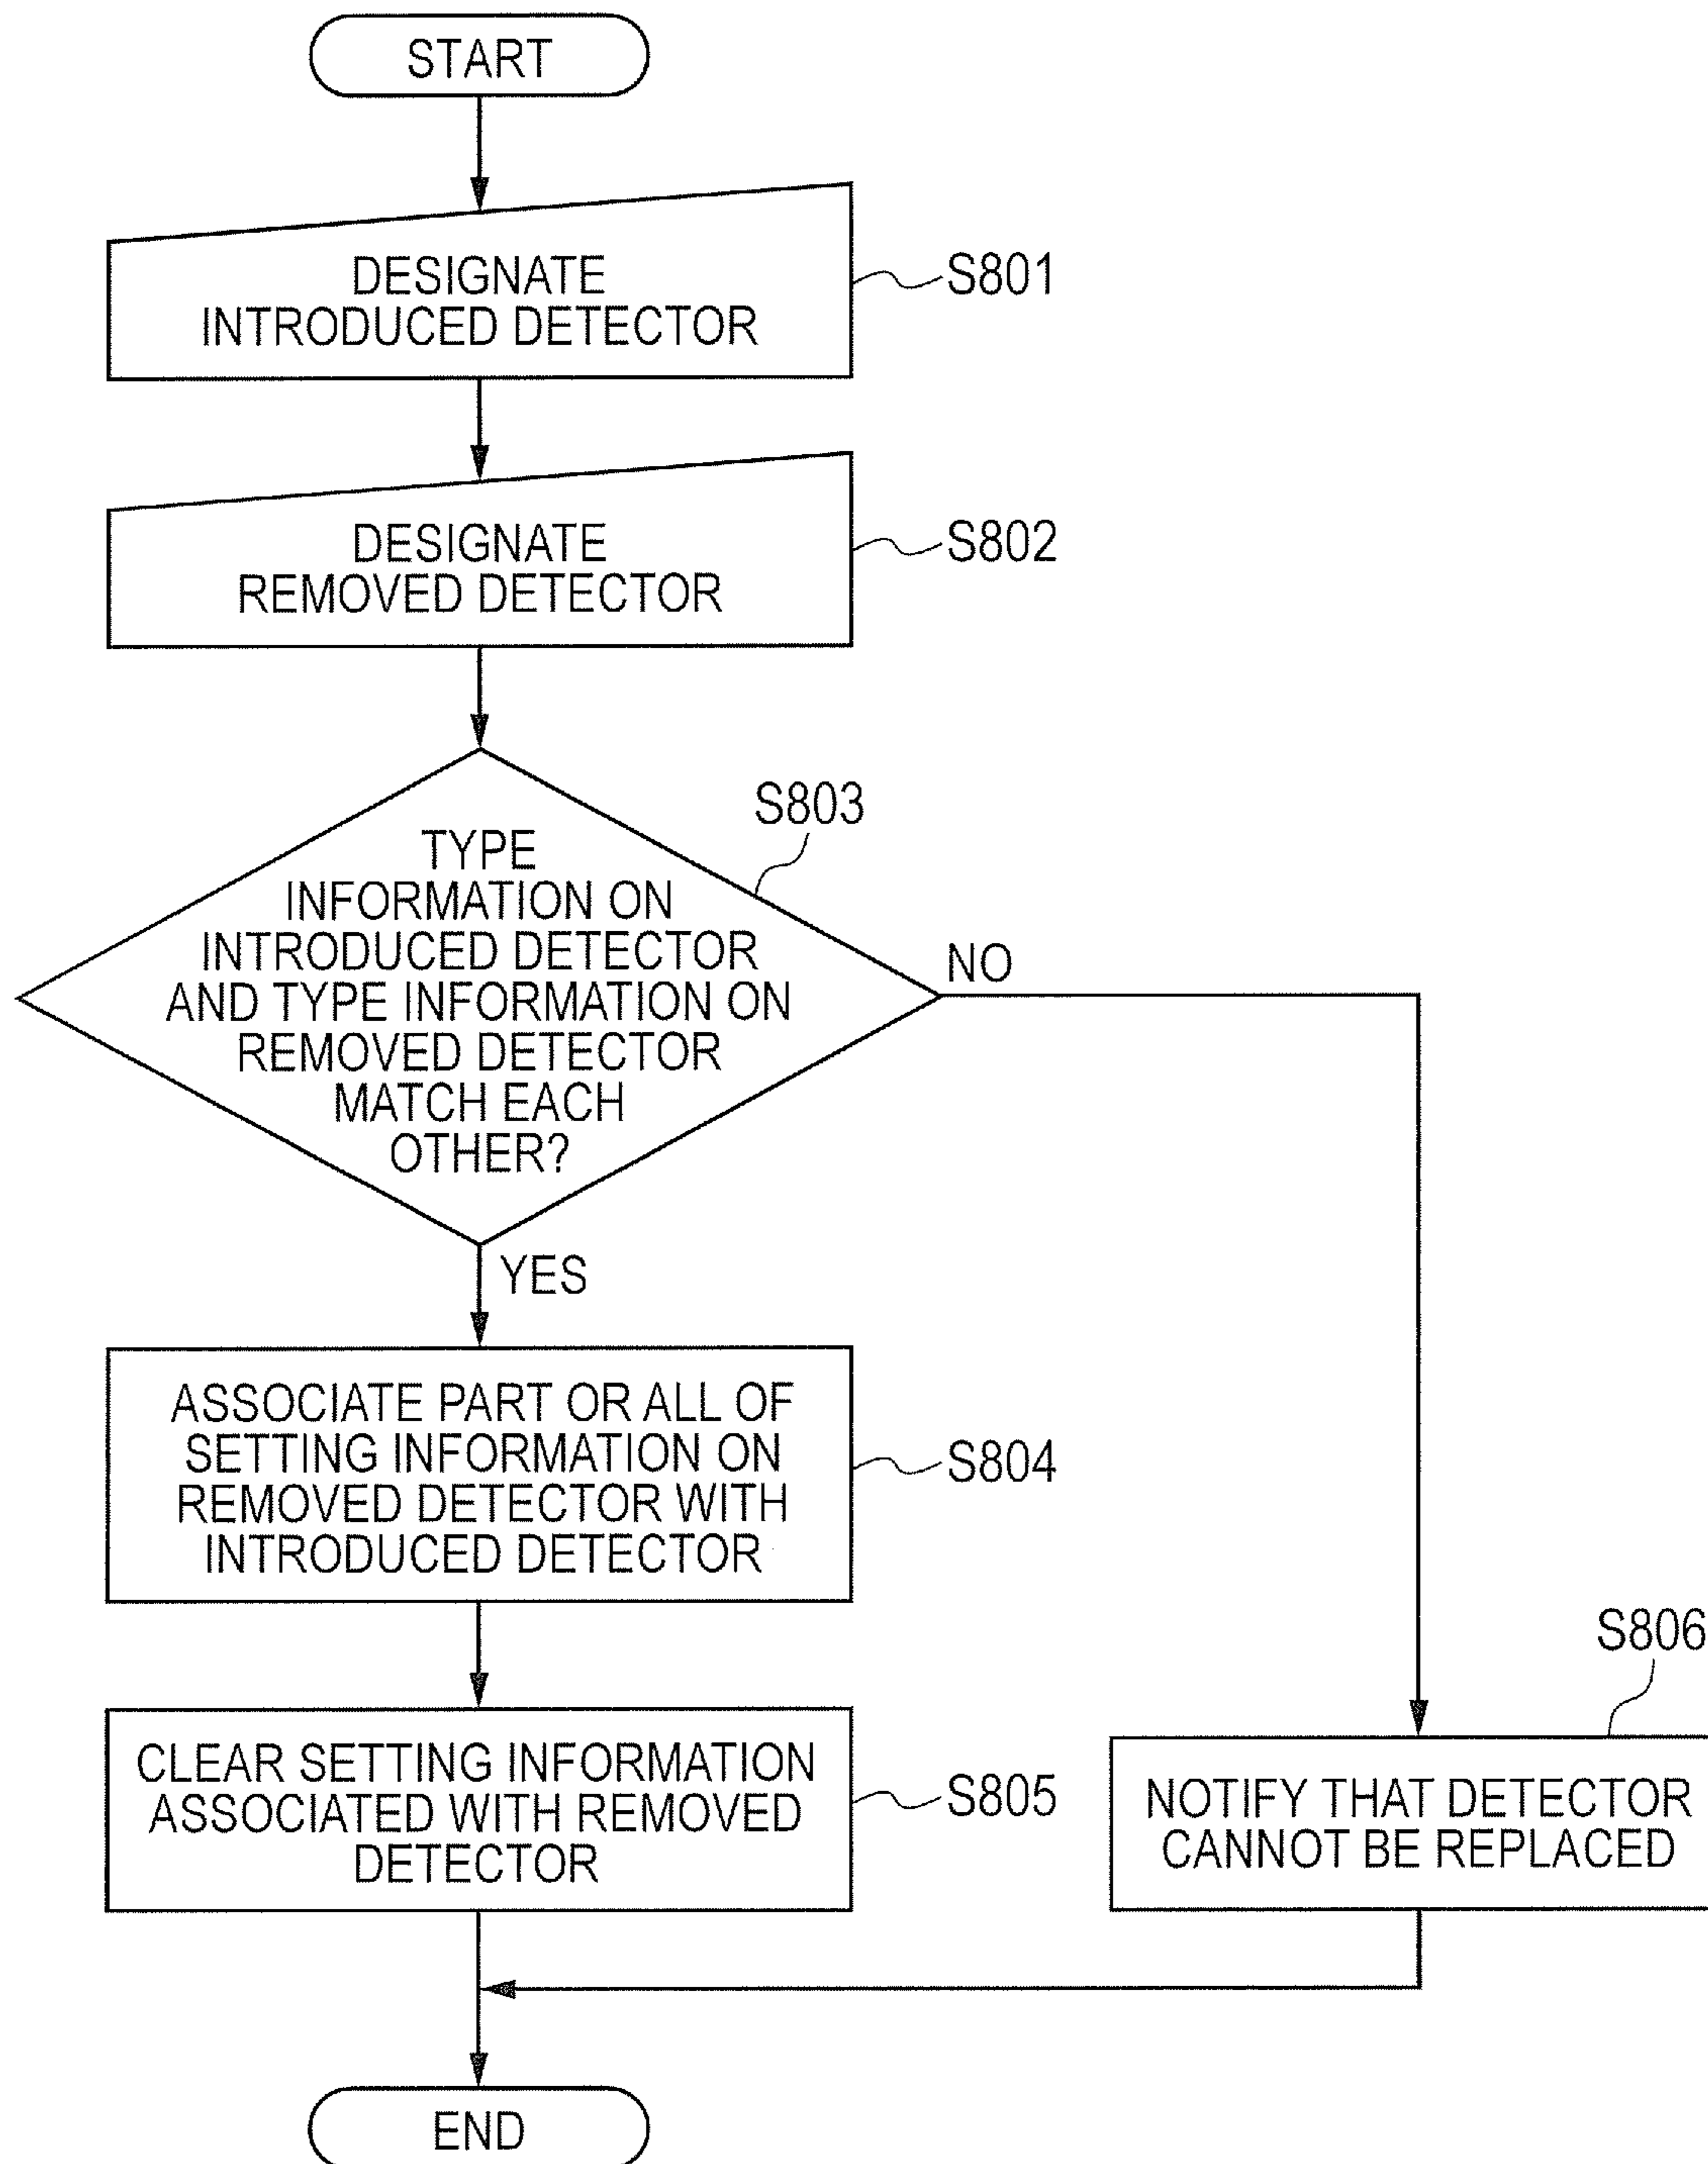 START
DESIGNATE
INTRODUCED DETECTOR
S801
DESIGNATE
REMOVED DETECTOR
S802
S803
TYPE
INFORMATION ON
INTRODUCED DETECTOR
AND TYPE INFORMATION ON
REMOVED DETECTOR
MATCH EACH
OTHER?
NO
YES
ASSOCIATE PART OR ALL OF
SETTING INFORMATION ON
REMOVED DETECTOR WITH
INTRODUCED DETECTOR
S804
CLEAR SETTING INFORMATION
ASSOCIATED WITH REMOVED
DETECTOR
S805
S806
NOTIFY THAT DETECTOR
CANNOT BE REPLACED
END